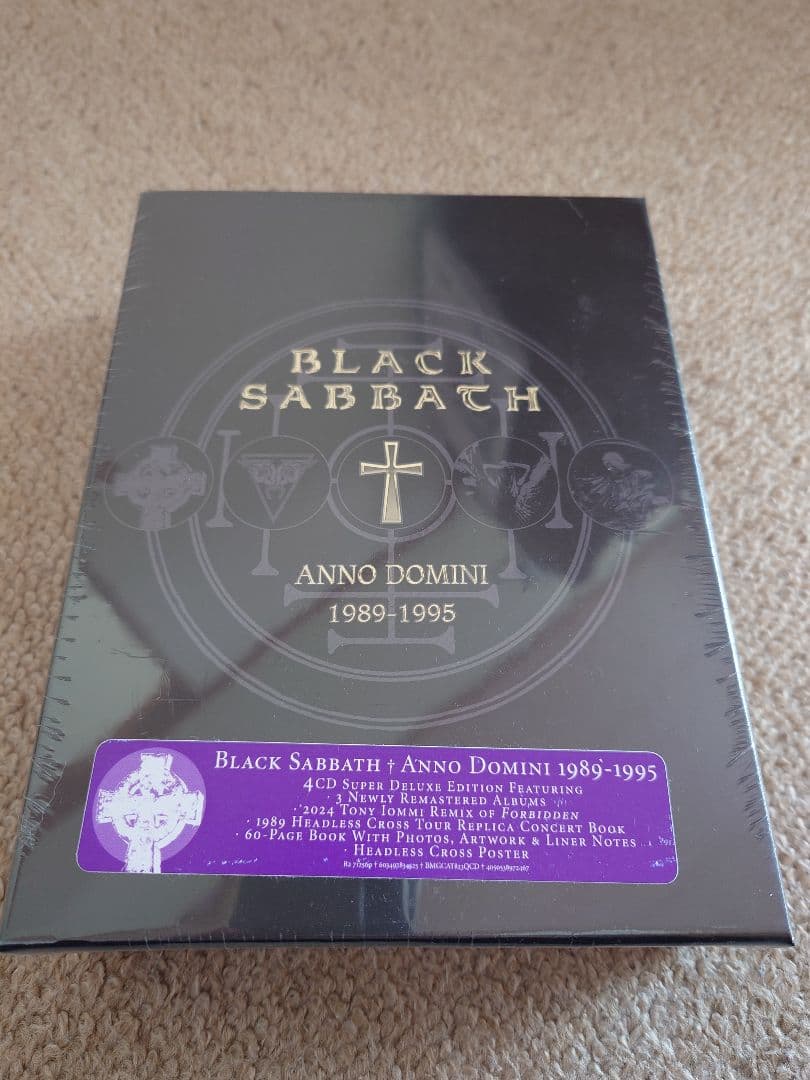 BLACK
SABBATH
ANNO DOMINI
1989-1995
BLACK SABBATH † ANNO DOMINI 1989-1995
4CD SUPER DELUXE EDITION FEATURING
· 3 NEWLY REMASTERED ALBUMS
· 2024 TONY IOMMI REMIX OF FORBIDDEN
· 1989 HEADLESS CROSS TOUR REPLICA CONCERT BOOK
· 60-PAGE BOOK WITH PHOTOS, ARTWORK & LINER NOTES
· HEADLESS CROSS POSTER